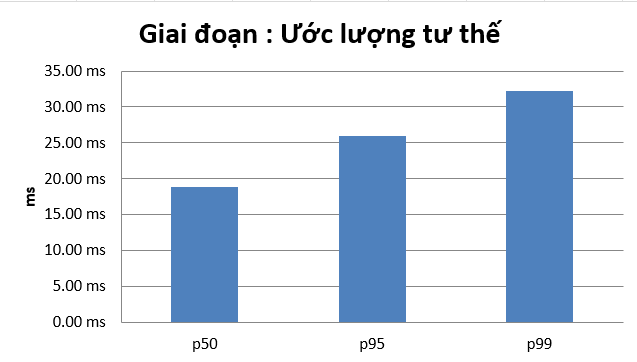 Giai đoạn : Ước lượng tư thế
35.00 ms
30.00 ms
25.00 ms
20.00 ms
15.00 ms
10.00 ms
5.00 ms
0.00 ms
ms
p50 p95 p99